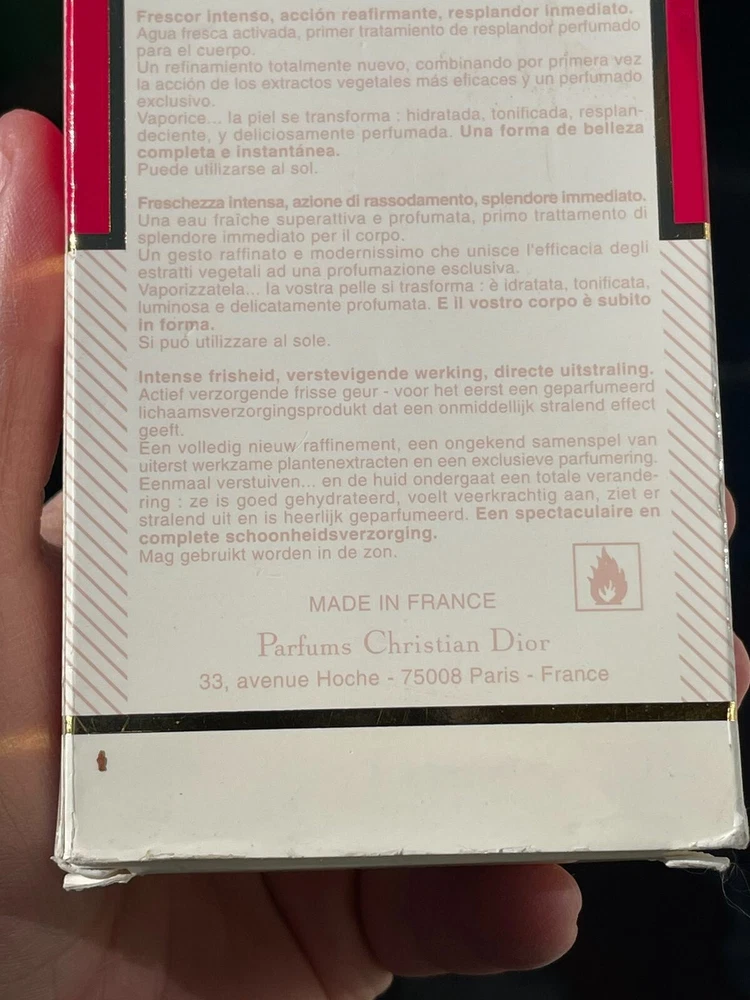 Frescor intenso, acción reafirmante, resplandor inmediato.
Agua fresca activada, primer tratamiento de resplandor perfumado
para el cuerpo.
Un refinamiento totalmente nuevo, combinando por primera vez
la acción de los extractos vegetales más eficaces y un perfumado
exclusivo.
Vaporice... la piel se transforma : hidratada, tonificada, resplan-
deciente, y deliciosamente perfumada. Una forma de belleza
completa e instantánea.
Puede utilizarse al sol.
Freschezza intensa, azione di rassodamento, splendore immediato.
Una eau fraîche superattiva e profumata, primo trattamento di
splendore immediato per il corpo.
Un gesto raffinato e modernissimo che unisce l'efficacia degli
estratti vegetali ad una profumazione esclusiva.
Vaporizzatela... la vostra pelle si trasforma : è idratata, tonificata,
luminosa e delicatamente profumata. E il vostro corpo è subito
in forma.
Si puó utilizzare al sole.
Intense frisheid, verstevigende werking, directe uitstraling.
Actief verzorgende frisse geur - voor het eerst een geparfumeerd
lichaamsverzorgingsprodukt dat een onmiddellijk stralend effect
geeft.
Een volledig nieuw raffinement, een ongekend samenspel van
uiterst werkzame plantenextracten en een exclusieve parfumering.
Eenmaal verstuiven... en de huid ondergaat een totale verande-
ring : ze is goed gehydrateerd, voelt veerkrachtig aan, ziet er
stralend uit en is heerlijk geparfumeerd. Een spectaculaire en
complete schoonheidsverzorging.
Mag gebruikt worden in de zon.
MADE IN FRANCE
Parfums Christian Dior
33, avenue Hoche - 75008 Paris - France